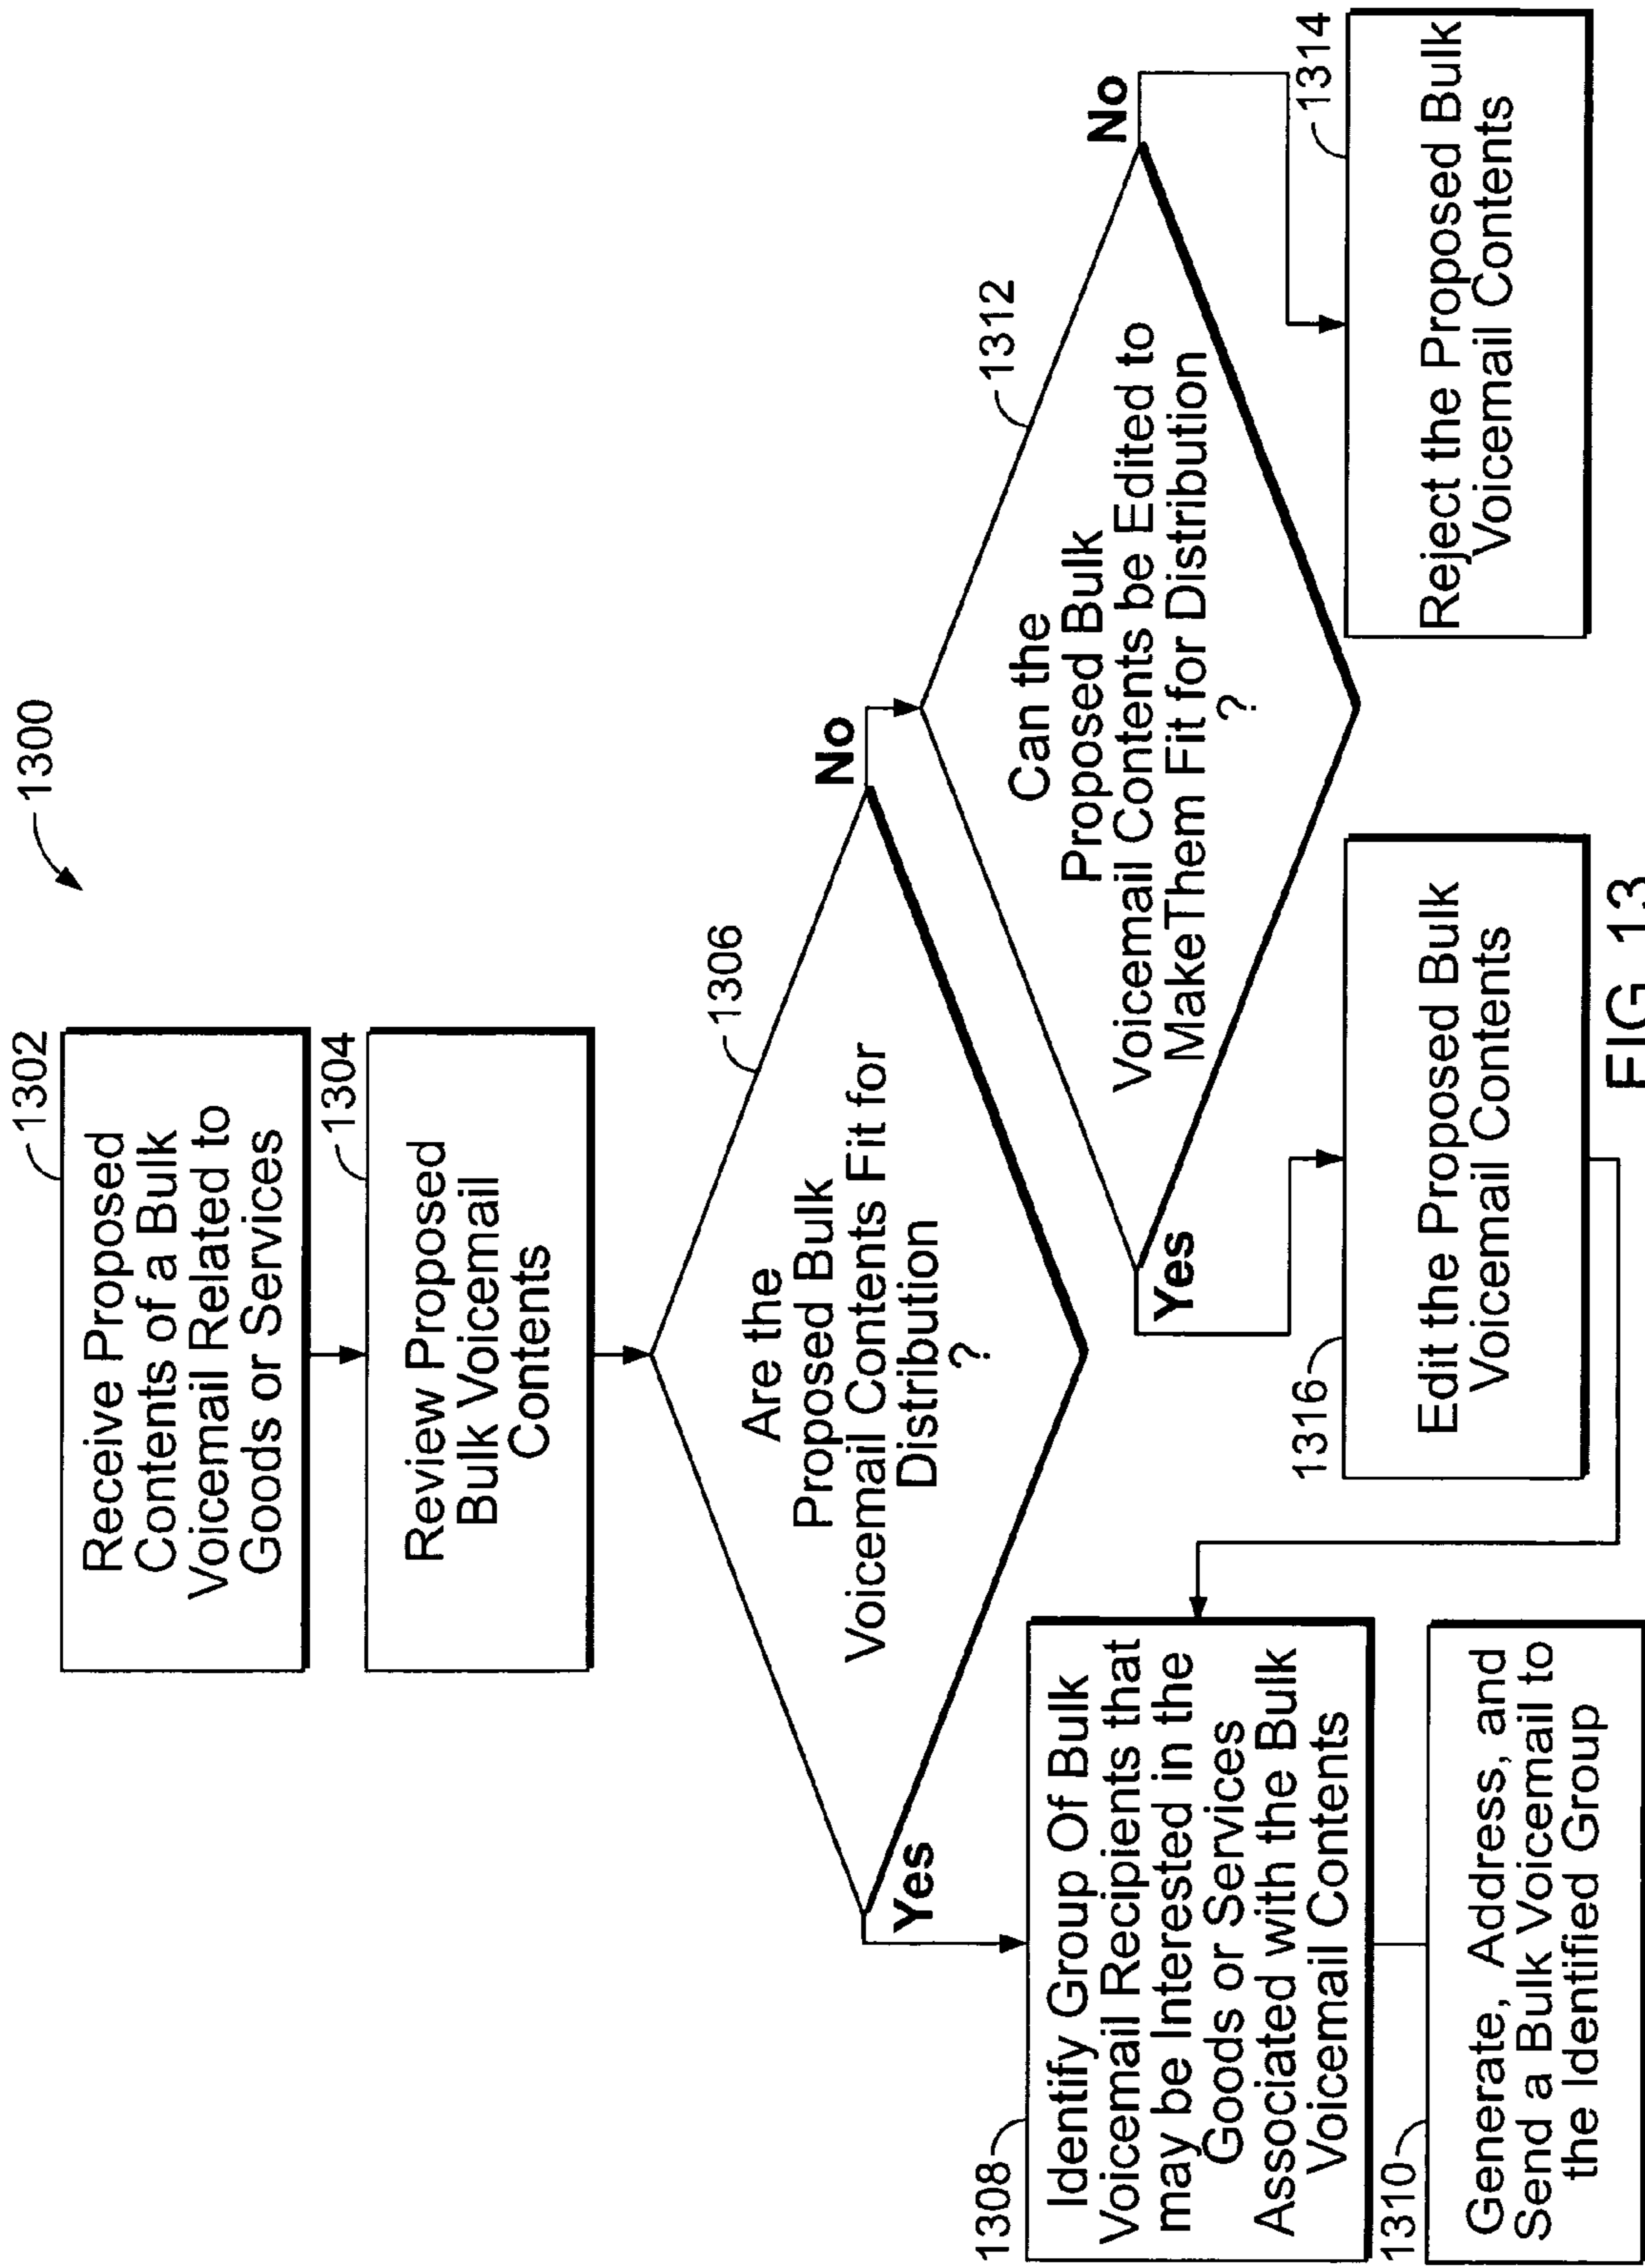 1300
1302
Receive Proposed
Contents of a Bulk
Voicemail Related to
Goods or Services
1304
Review Proposed
Bulk Voicemail
Contents
1306
Are the
Proposed Bulk
Voicemail Contents Fit for
Distribution
?
Yes
No
1308
Identify Group Of Bulk
Voicemail Recipients that
may be Interested in the
Goods or Services
Associated with the Bulk
Voicemail Contents
1310
Generate, Address, and
Send a Bulk Voicemail to
the Identified Group
1312
Can the
Proposed Bulk
Voicemail Contents be Edited to
MakeThem Fit for Distribution
?
Yes
No
1316
Edit the Proposed Bulk
Voicemail Contents
1314
Reject the Proposed Bulk
Voicemail Contents
FIG. 13